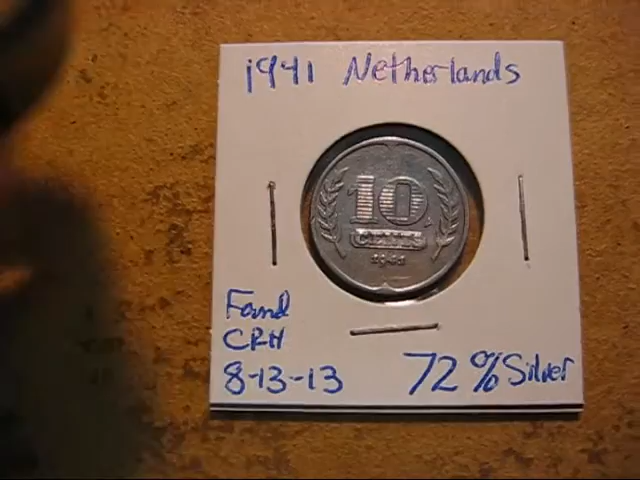 1941 Netherlands
10
CENTS
1941
Found
CRH
8-13-13
72% Silver